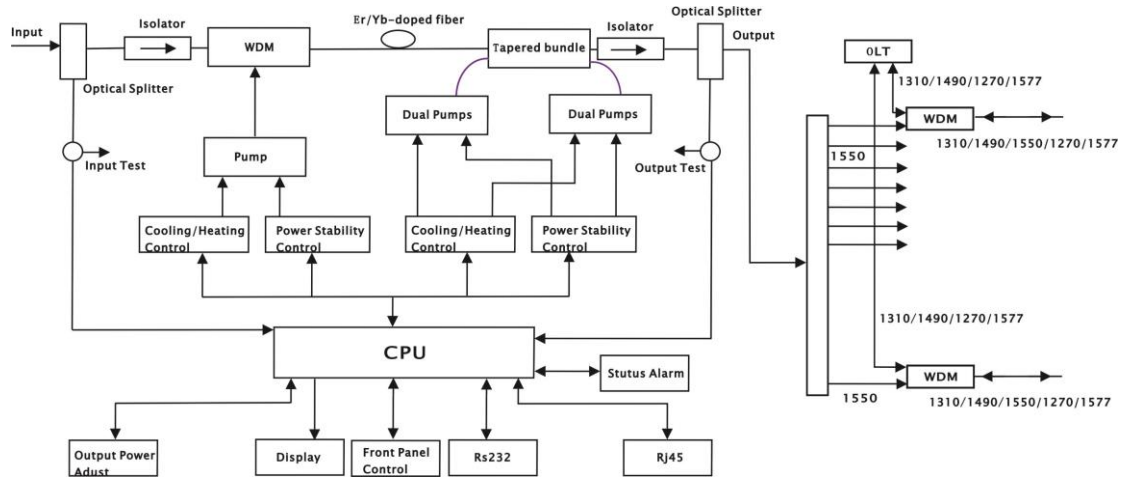 Input
Isolator
WDM
Er/Yb-doped fiber
Tapered bundle
Isolator
Optical Splitter
Output
Optical Splitter
Input Test
Pump
Dual Pumps
Dual Pumps
Output Test
Cooling/Heating
Control
Power Stability
Control
Cooling/Heating
Control
Power Stability
Control
CPU
Stutus Alarm
Output Power
Adust
Display
Front Panel
Control
Rs232
Rj45
OLT
1310/1490/1270/1577
WDM
1310/1490/1550/1270/1577
1550
1310/1490/1270/1577
WDM
1550
1310/1490/1550/1270/1577